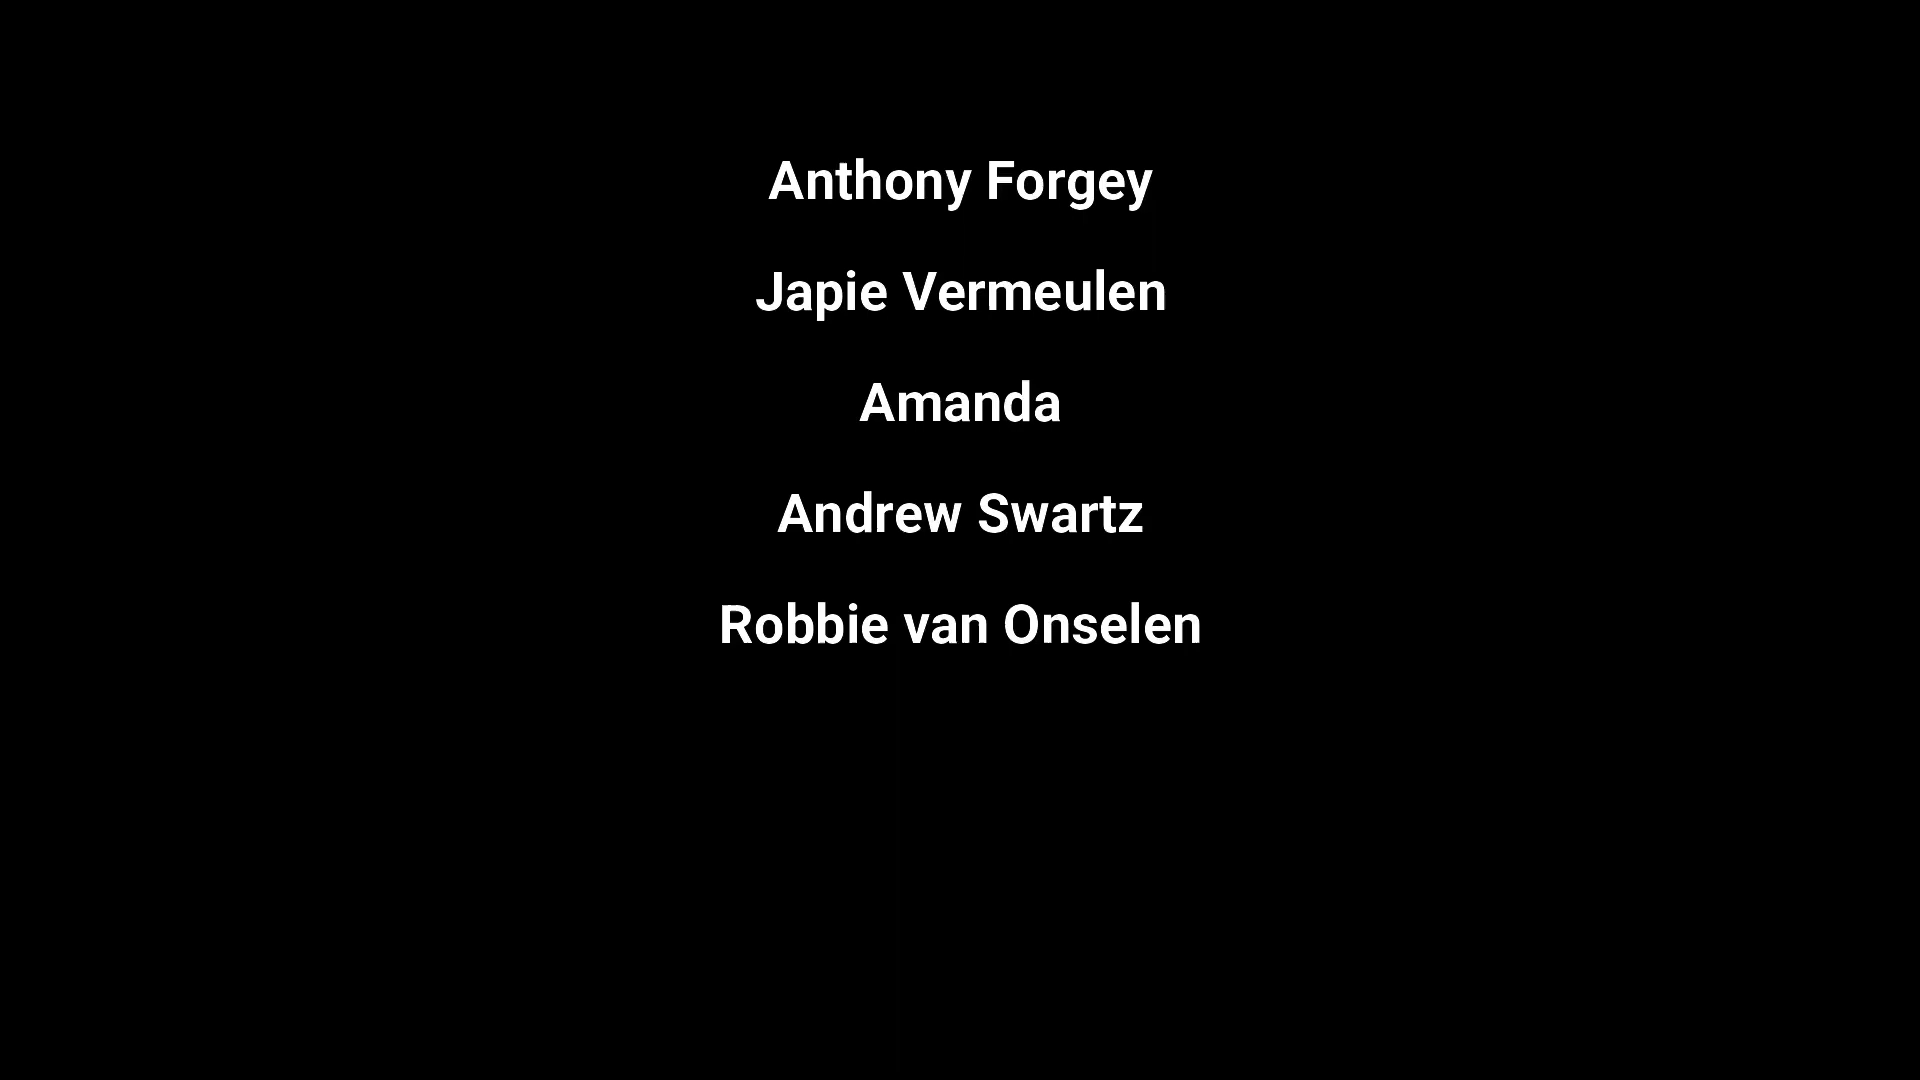 Anthony Forgey
Japie Vermeulen
Amanda
Andrew Swartz
Robbie van Onselen